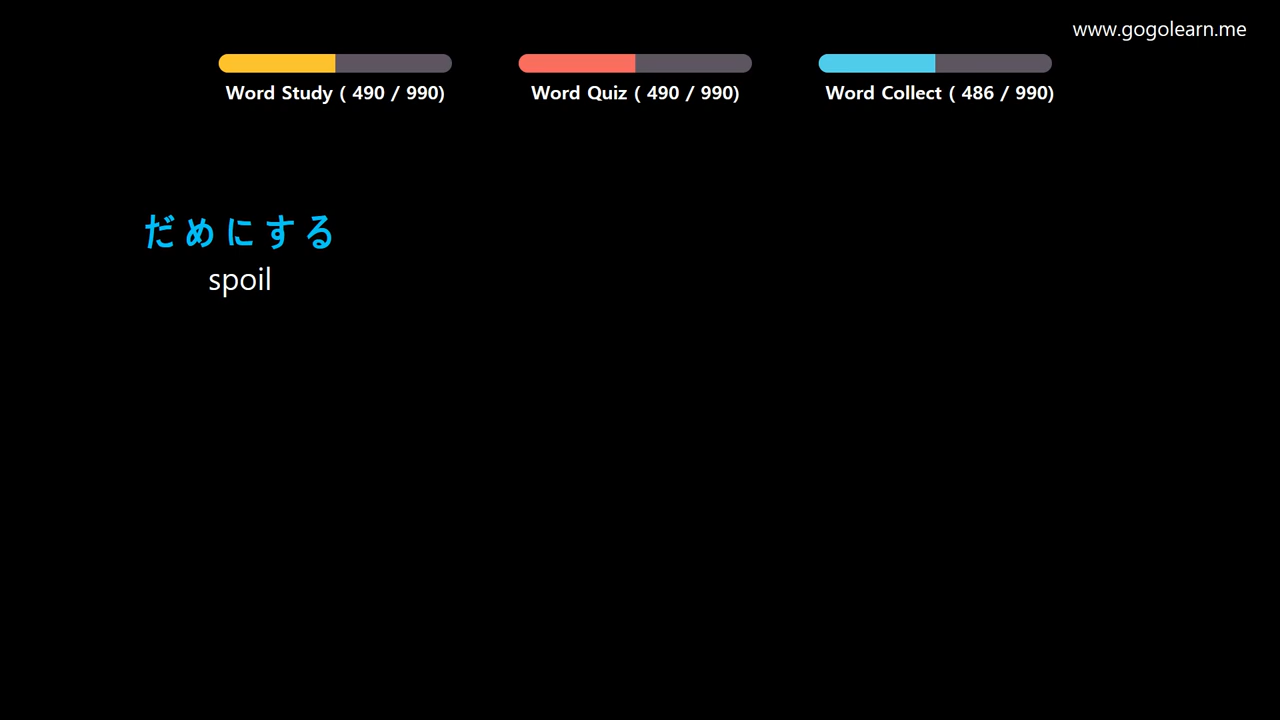 www.gogolearn.me
Word Study ( 490 / 990)
Word Quiz ( 490 / 990)
Word Collect ( 486 / 990)
だめにする
spoil